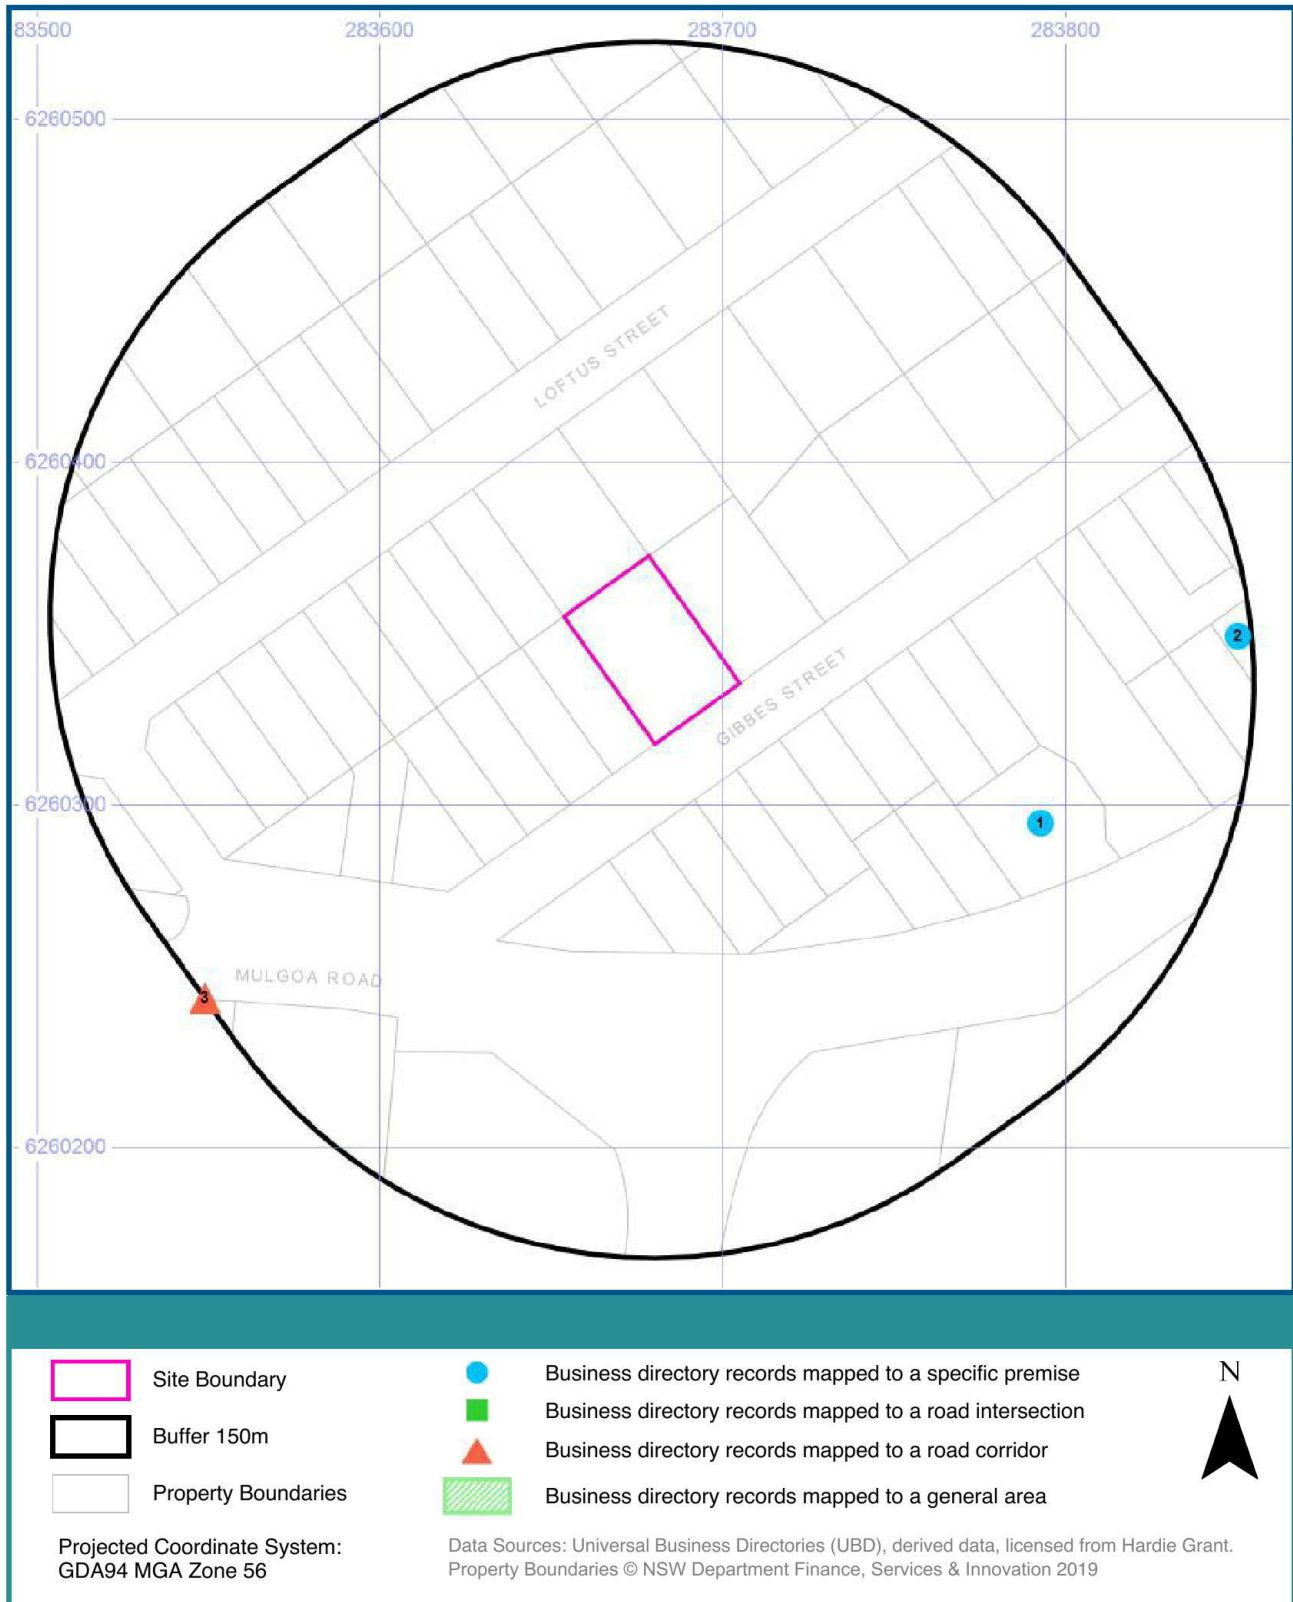 83500 283600 283700 283800
6260500
LOFTUS STREET
6260400
2
GIBBES STREET
6260300
1
MULGOA ROAD
3
6260200
Site Boundary
Buffer 150m
Property Boundaries
Projected Coordinate System:
GDA94 MGA Zone 56
Business directory records mapped to a specific premise
Business directory records mapped to a road intersection
Business directory records mapped to a road corridor
Business directory records mapped to a general area
Data Sources: Universal Business Directories (UBD), derived data, licensed from Hardie Grant.
Property Boundaries © NSW Department Finance, Services & Innovation 2019
N